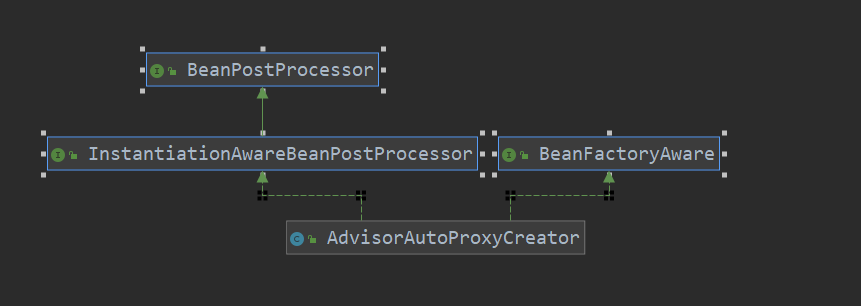 BeanPostProcessor
InstantiationAwareBeanPostProcessor
BeanFactoryAware
AdvisorAutoProxyCreator